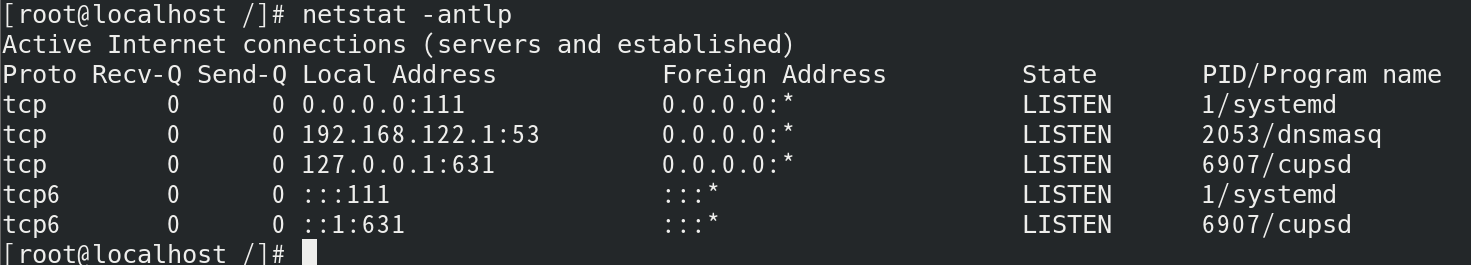 [root@localhost /]# netstat -antlp
Active Internet connections (servers and established)
Proto Recv-Q Send-Q Local Address           Foreign Address         State       PID/Program name
tcp        0      0 0.0.0.0:111             0.0.0.0:*               LISTEN      1/systemd
tcp        0      0 192.168.122.1:53        0.0.0.0:*               LISTEN      2053/dnsmasq
tcp        0      0 127.0.0.1:631           0.0.0.0:*               LISTEN      6907/cupsd
tcp6       0      0 :::111                  :::*                    LISTEN      1/systemd
tcp6       0      0 ::1:631                 :::*                    LISTEN      6907/cupsd
[root@localhost /]#